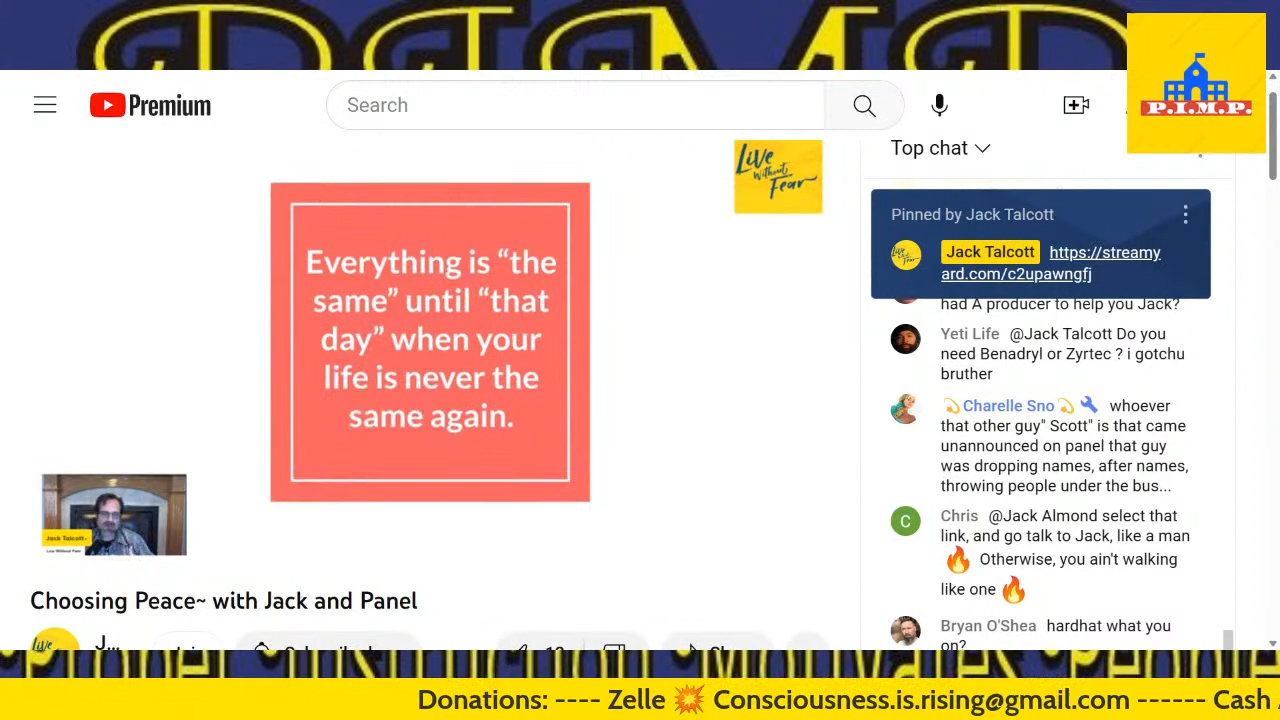 P.I.M.P.
Premium
Search
P.I.M.P.
Top chat
Live
Without
Fear
Pinned by Jack Talcott
Jack Talcott https://streamy
ard.com/c2upawngfj
had A producer to help you Jack?
Yeti Life @Jack Talcott Do you
need Benadryl or Zyrtec ? i gotchu
bruther
💫Charelle Sno💫 whoever
that other guy" Scott" is that came
unannounced on panel that guy
was dropping names, after names,
throwing people under the bus...
C
Chris @Jack Almond select that
link, and go talk to Jack, like a man
🔥 Otherwise, you ain't walking
like one 🔥
Bryan O'Shea hardhat what you
on?
Everything is “the
same” until “that
day” when your
life is never the
same again.
Jack Talcott~
Live Without Fear
Choosing Peace~ with Jack and Panel
J...
Proper Instruction Motivates People
Donations: ---- Zelle 💥 Consciousness.is.rising@gmail.com ------ Cash